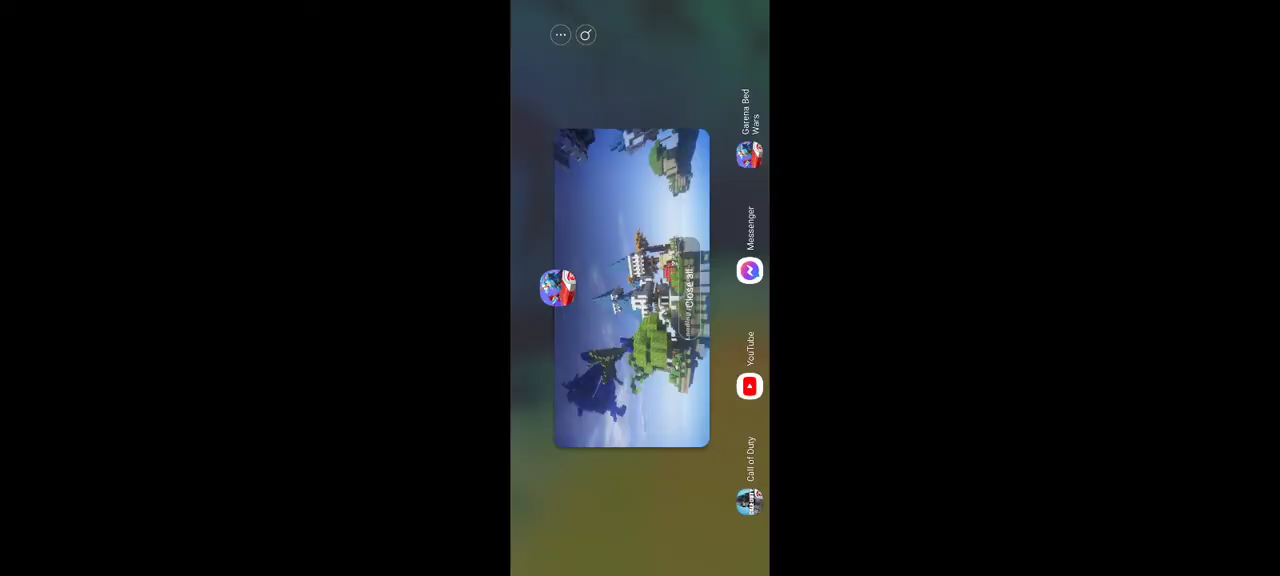 Close all
Garena Bed
Wars
Messenger
YouTube
Call of Duty